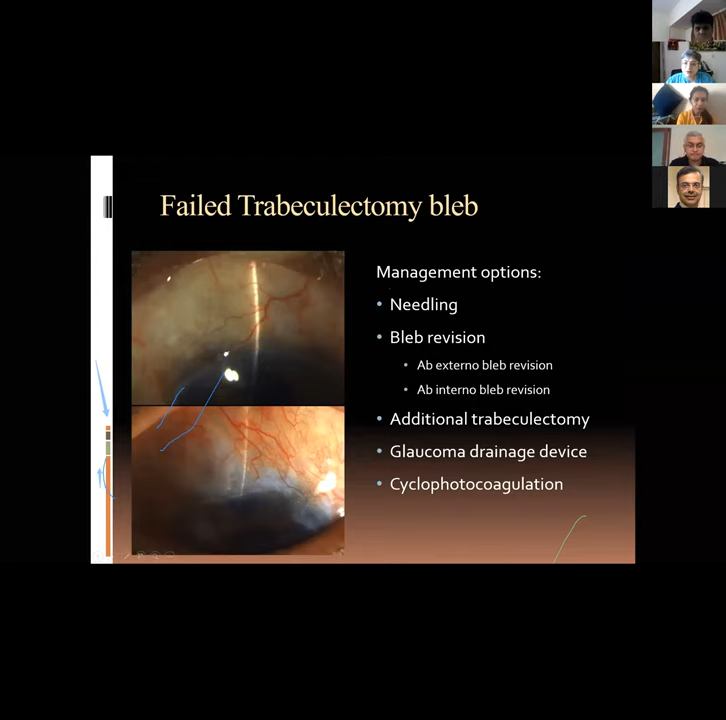 Failed Trabeculectomy bleb
Management options:
Needling
Bleb revision
Ab externo bleb revision
Ab interno bleb revision
Additional trabeculectomy
Glaucoma drainage device
Cyclophotocoagulation